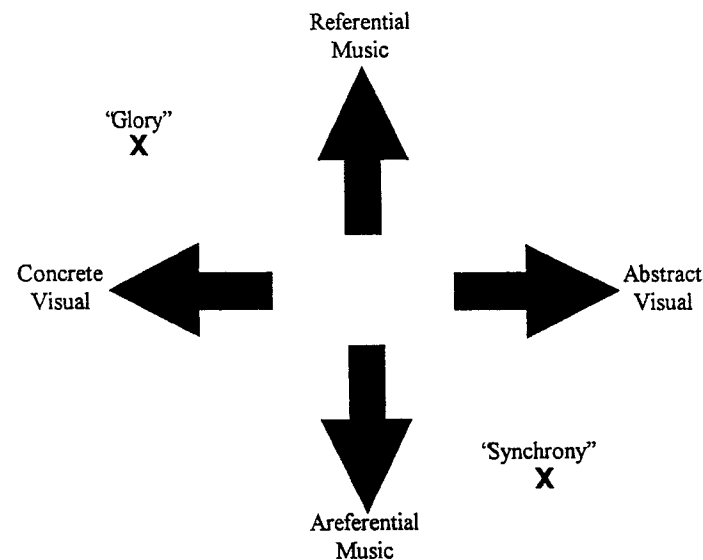 Referential
Music
“Glory”
X
Concrete
Visual
Abstract
Visual
“Synchrony”
X
Areferential
Music